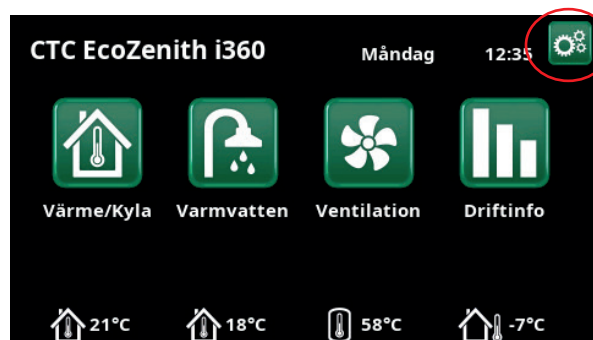 CTC EcoZenith i360 Måndag 12:35
Värme/Kyla Varmvatten Ventilation Driftinfo
21°C 18°C 58°C -7°C